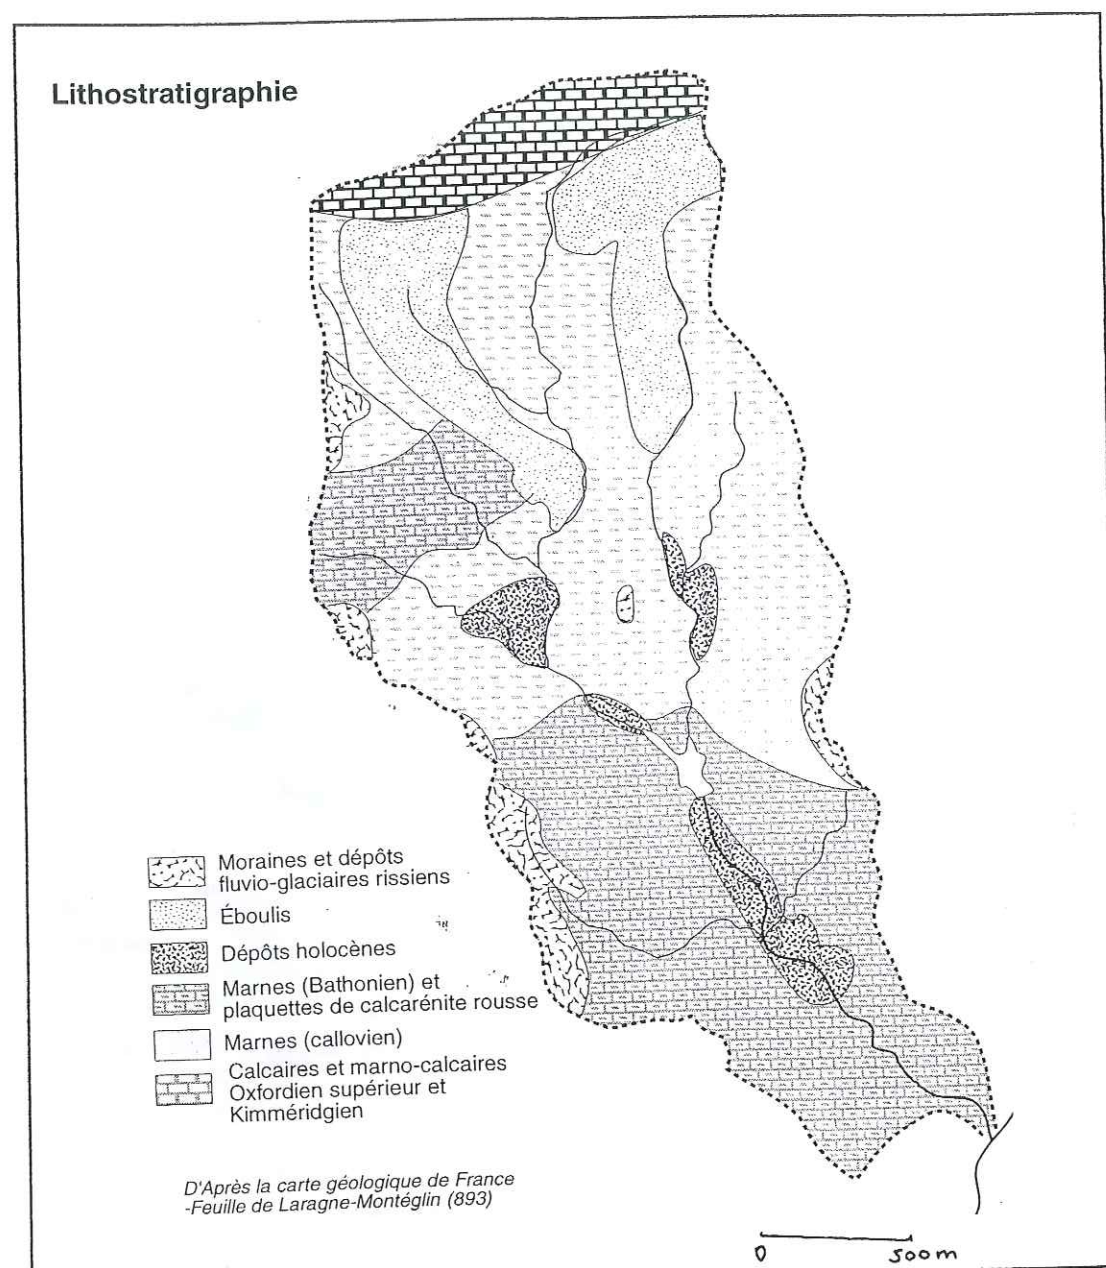 Lithostratigraphie
Moraines et dépôts
fluvio-glaciaires rissiens
Éboulis
Dépôts holocènes
Marnes (Bathonien) et
plaquettes de calcarénite rousse
Marnes (callovien)
Calcaires et marno-calcaires
Oxfordien supérieur et
Kimméridgien
D'Après la carte géologique de France
-Feuille de Laragne-Montéglin (893)
0 500m